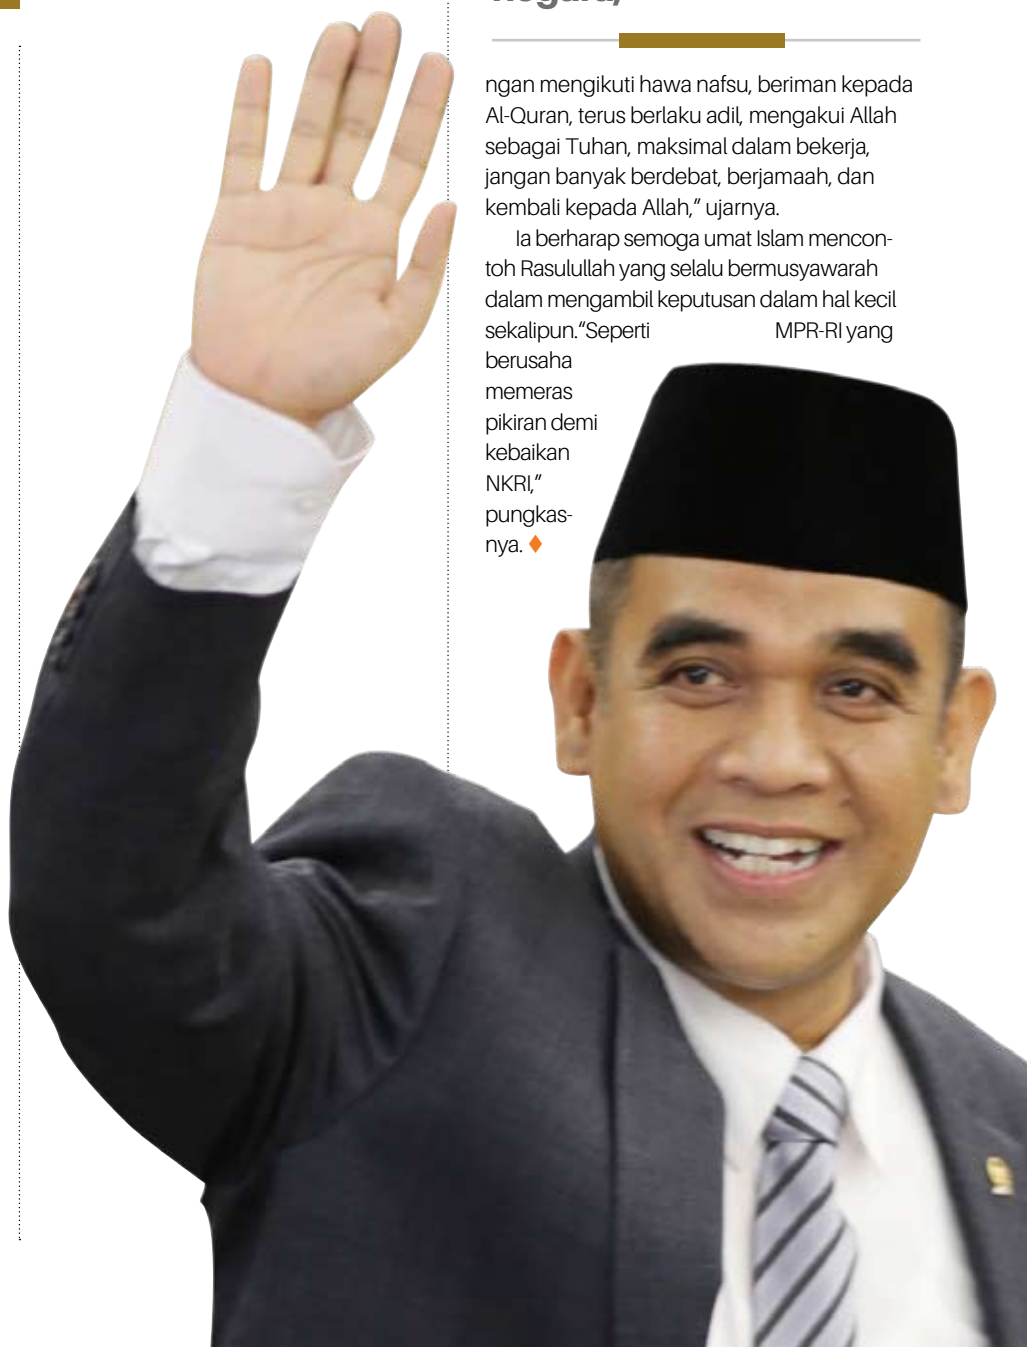 negara,
ngan mengikuti hawa nafsu, beriman kepada
Al-Quran, terus berlaku adil, mengakui Allah
sebagai Tuhan, maksimal dalam bekerja,
jangan banyak berdebat, berjamaah, dan
kembali kepada Allah,” ujarnya.
Ia berharap semoga umat Islam mencon-
toh Rasulullah yang selalu bermusyawarah
dalam mengambil keputusan dalam hal kecil
sekalipun.“Seperti MPR-RI yang
berusaha
memeras
pikiran demi
kebaikan
NKRI,”
pungkas-
nya.